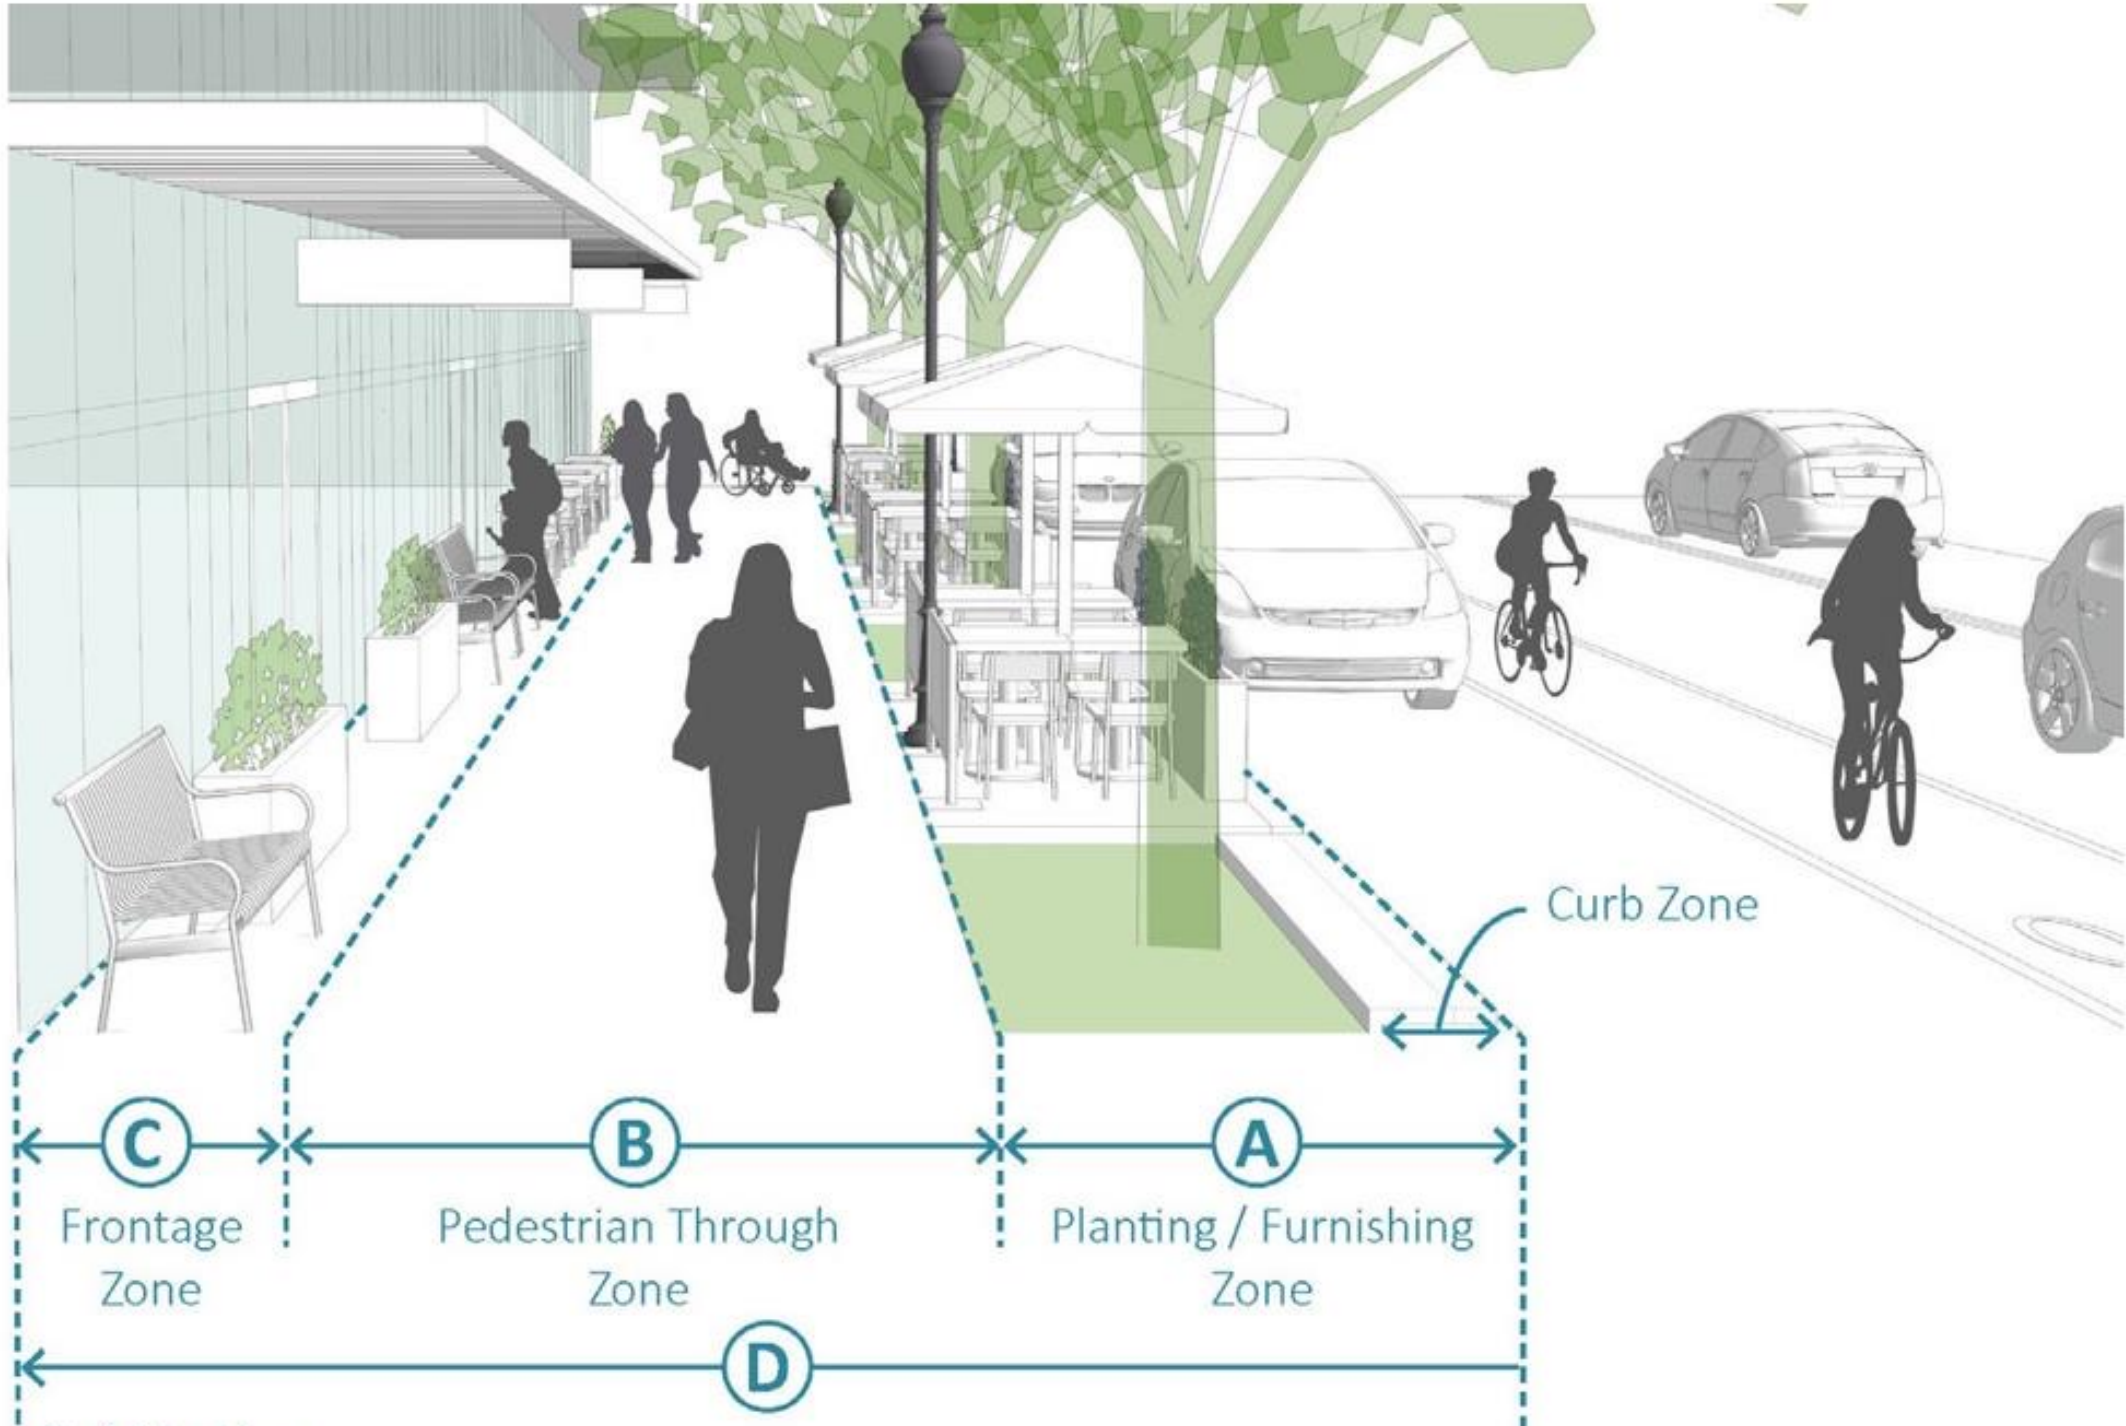 Curb Zone
C
B
A
Frontage
Zone
Pedestrian Through
Zone
Planting / Furnishing
Zone
D